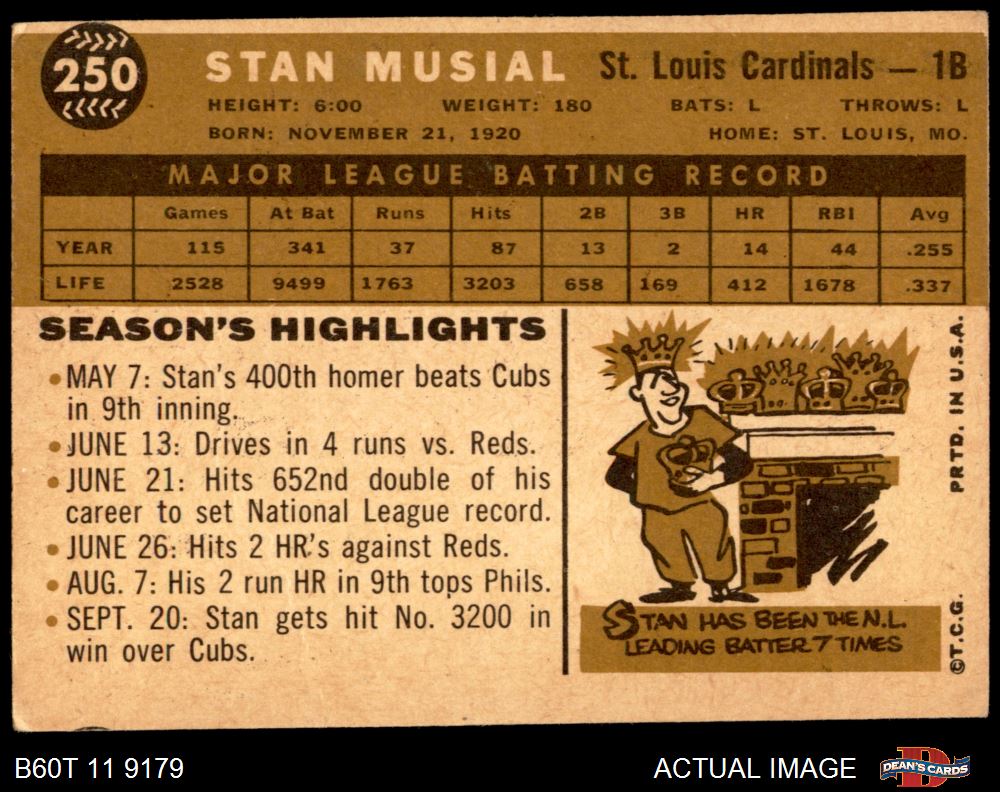 250
STAN MUSIAL St. Louis Cardinals — 1B
HEIGHT: 6:00 WEIGHT: 180 BATS: L THROWS: L
BORN: NOVEMBER 21, 1920 HOME: ST. LOUIS, MO.
MAJOR LEAGUE BATTING RECORD
Games At Bat Runs Hits 2B 3B HR RBI Avg
YEAR 115 341 37 87 13 2 14 44 .255
LIFE 2528 9499 1763 3203 658 169 412 1678 .337
SEASON'S HIGHLIGHTS
• MAY 7: Stan's 400th homer beats Cubs
in 9th inning.
• JUNE 13: Drives in 4 runs vs. Reds.
• JUNE 21: Hits 652nd double of his
career to set National League record.
• JUNE 26: Hits 2 HR's against Reds.
• AUG. 7: His 2 run HR in 9th tops Phils.
• SEPT. 20: Stan gets hit No. 3200 in
win over Cubs.
STAN HAS BEEN THE N.L.
LEADING BATTER 7 TIMES
©T.C.G. PRTD. IN U.S.A.
B60T 11 9179 ACTUAL IMAGE
D
DEAN'S CARDS